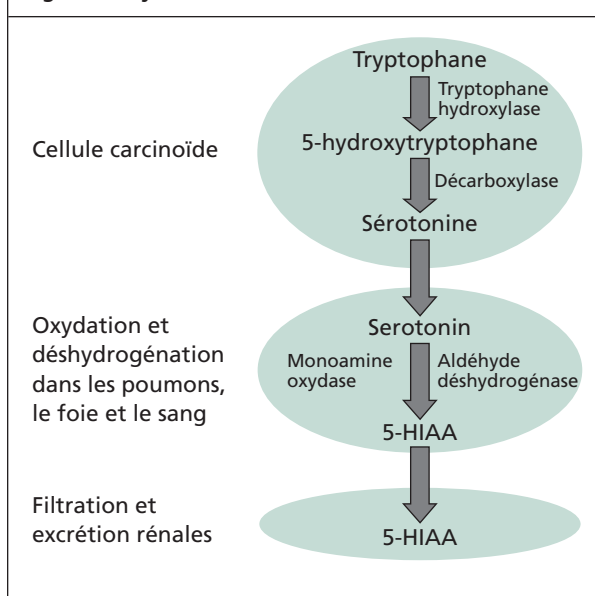 Tryptophane
Tryptophane
hydroxylase
Cellule carcinoïde
5-hydroxytryptophane
Décarboxylase
Sérotonine
Oxydation et
déshydrogénation
dans les poumons,
le foie et le sang
Serotonin
Monoamine
oxydase
Aldéhyde
déshydrogénase
5-HIAA
Filtration et
excrétion rénales
5-HIAA